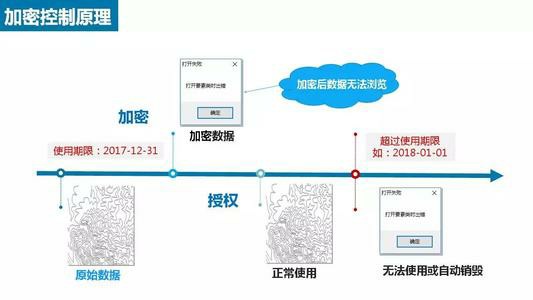 加密控制原理
打开失败
打开要素类时出错
确定
加密后数据无法浏览
加密
加密数据
使用期限：2017-12-31
超过使用期限
如：2018-01-01
授权
原始数据
正常使用
打开失败
打开要素类时出错
确定
无法使用或自动销毁